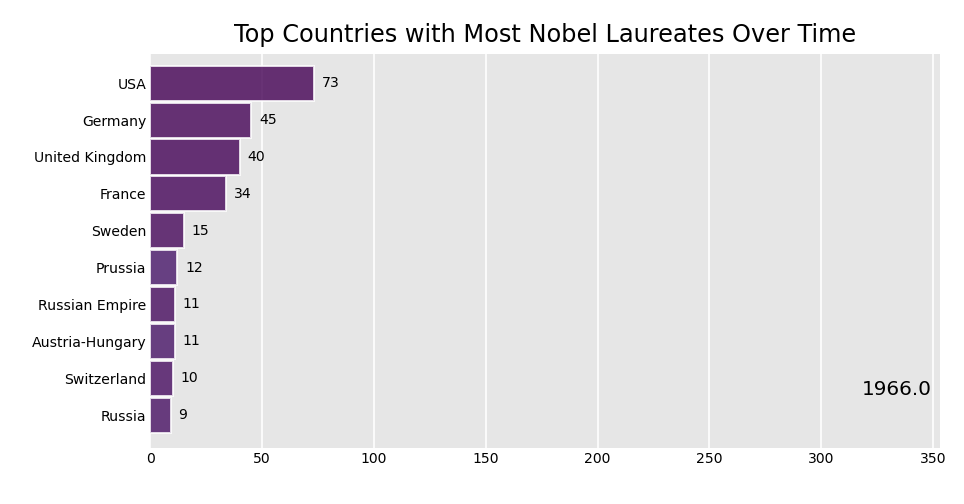 Top Countries with Most Nobel Laureates Over Time
USA 73
Germany 45
United Kingdom 40
France 34
Sweden 15
Prussia 12
Russian Empire 11
Austria-Hungary 11
Switzerland 10
1966.0
Russia 9
0 50 100 150 200 250 300 350